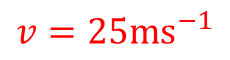 v = 25ms⁻¹